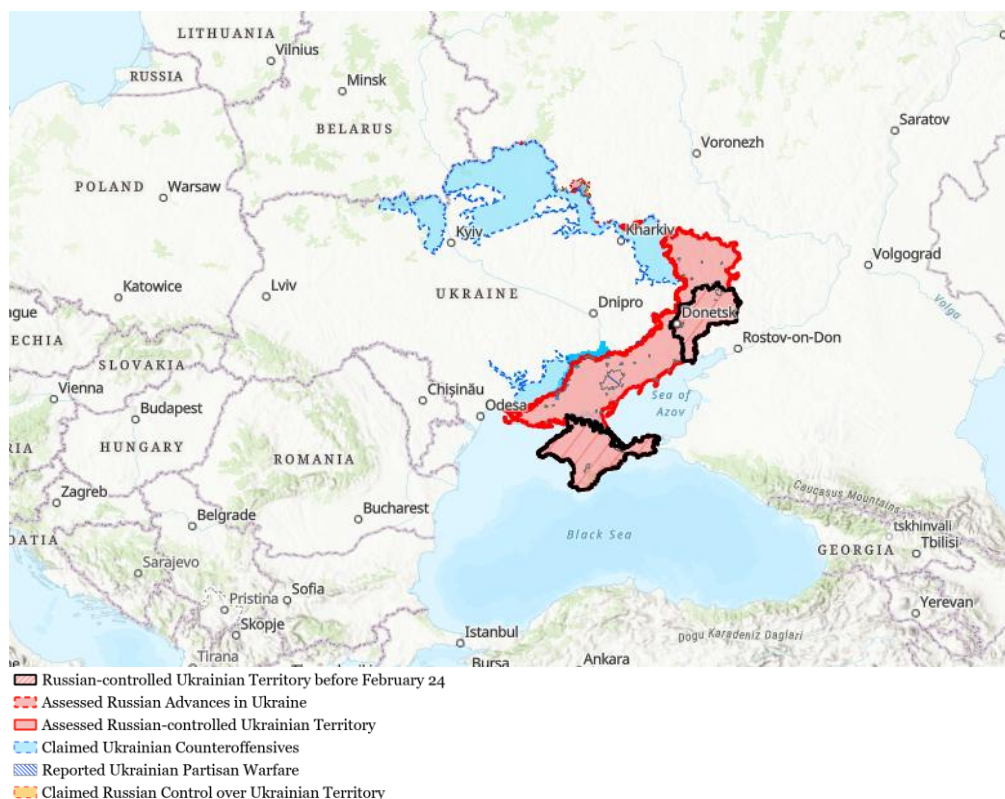 LITHUANIA
Vilnius
RUSSIA
Minsk
BELARUS
Saratov
Voronezh
POLAND
Warsaw
Kyiv
Kharkiv
Volgograd
Katowice
Lviv
UKRAINE
Dnipro
Volga
ague
Donetsk
ECHIA
SLOVAKIA
Rostov-on-Don
Vienna
Chișinău
Sea of
Azov
Budapest
Odesa
HUNGARY
RIA
ROMANIA
Zagreb
Caucasus Mountains
Bucharest
Belgrade
tskhinvali
OATIA
Black Sea
GEORGIA
Tbilisi
Sarajevo
Sofia
Pristina
Yerevan
Skopje
Istanbul
Dogu Karadeniz Daglari
Tirana
Bursa
Ankara
Russian-controlled Ukrainian Territory before February 24
Assessed Russian Advances in Ukraine
Assessed Russian-controlled Ukrainian Territory
Claimed Ukrainian Counteroffensives
Reported Ukrainian Partisan Warfare
Claimed Russian Control over Ukrainian Territory